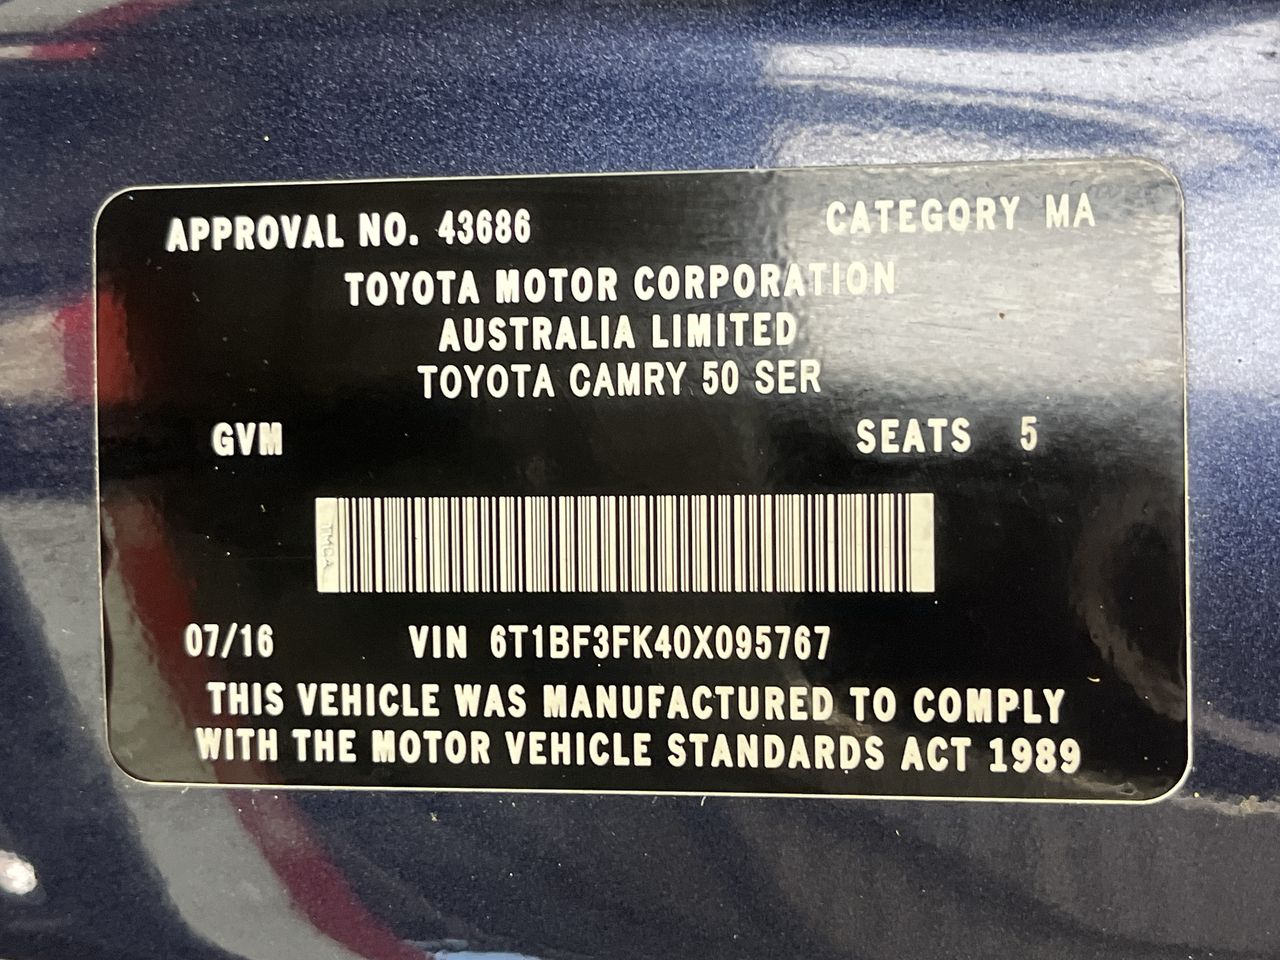 APPROVAL NO. 43686 CATEGORY MA
TOYOTA MOTOR CORPORATION
AUSTRALIA LIMITED
TOYOTA CAMRY 50 SER
GVM SEATS 5
TMCA
07/16 VIN 6T1BF3FK40X095767
THIS VEHICLE WAS MANUFACTURED TO COMPLY
WITH THE MOTOR VEHICLE STANDARDS ACT 1989